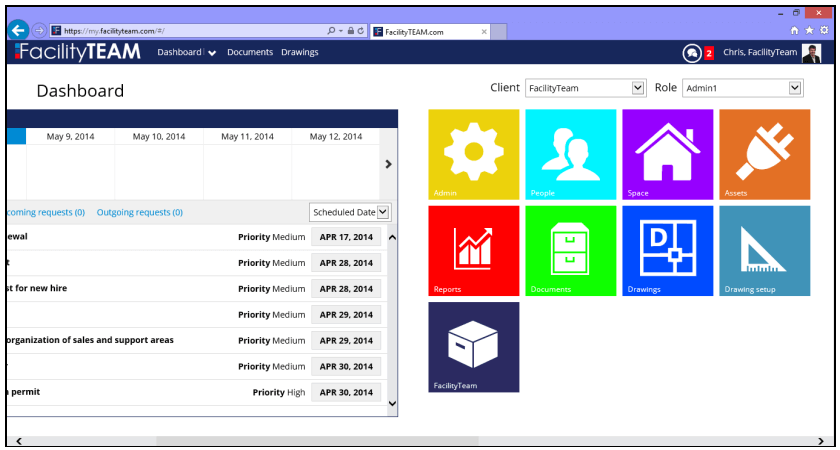 https://my.facilityteam.com/#/
FacilityTEAM.com
FacilityTEAM Dashboard Documents Drawings
2 Chris, FacilityTeam
Dashboard
Client FacilityTeam Role Admin1
May 9, 2014 May 10, 2014 May 11, 2014 May 12, 2014
coming requests (0) Outgoing requests (0) Scheduled Date
ewal Priority Medium APR 17, 2014
t Priority Medium APR 28, 2014
st for new hire Priority Medium APR 28, 2014
Priority Medium APR 29, 2014
organization of sales and support areas Priority Medium APR 29, 2014
Priority Medium APR 30, 2014
permit Priority High APR 30, 2014
Admin People Space Assets
D
Reports Documents Drawings Drawing setup
FacilityTeam